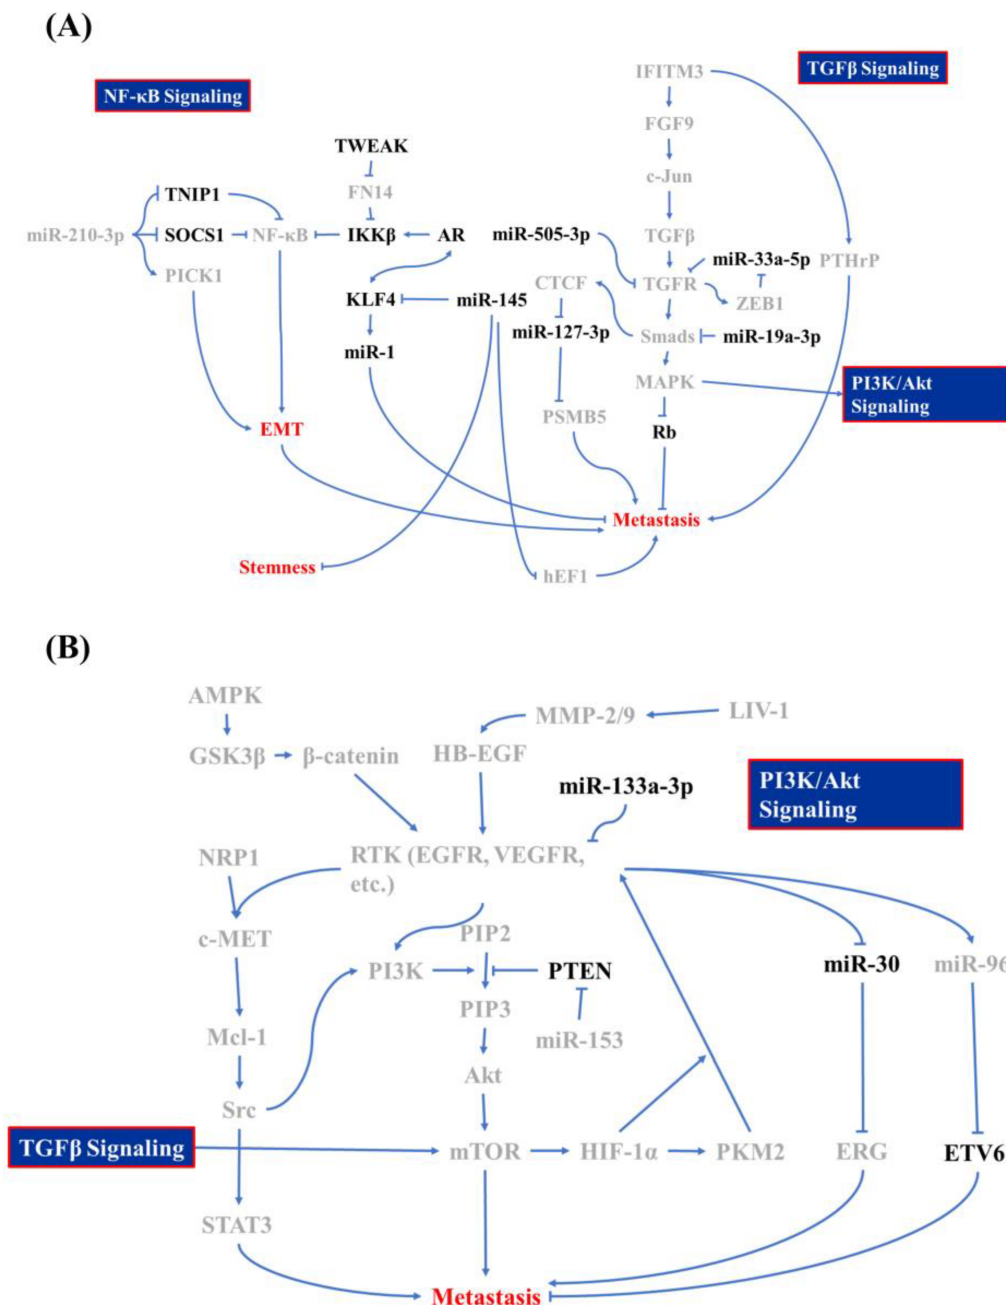 (A)
NF-κB Signaling
TGFβ Signaling
IFITM3
FGF9
TWEAK
c-Jun
FN14
TNIP1
miR-210-3p
SOCS1
NF-κB
IKKβ
AR
miR-505-3p
TGFβ
miR-33a-5p
PTHrP
PICK1
CTCF
TGFR
ZEB1
KLF4
miR-145
miR-127-3p
Smads
miR-19a-3p
miR-1
MAPK
PI3K/Akt
Signaling
PSMB5
EMT
Rb
Metastasis
Stemness
hEF1
(B)
AMPK
MMP-2/9
LIV-1
GSK3β
β-catenin
HB-EGF
miR-133a-3p
PI3K/Akt
Signaling
NRP1
RTK (EGFR, VEGFR,
etc.)
c-MET
PIP2
PI3K
PTEN
miR-30
miR-96
PIP3
Mcl-1
miR-153
Akt
Src
TGFβ Signaling
mTOR
HIF-1α
PKM2
ERG
ETV6
STAT3
Metastasis